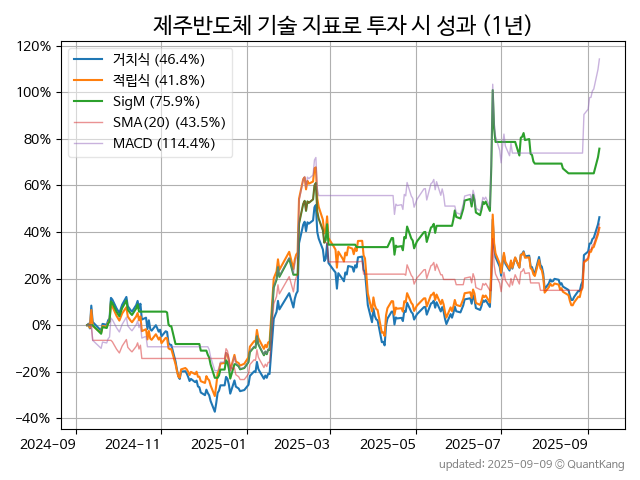 제주반도체 기술 지표로 투자 시 성과 (1년)
120%
100%
80%
60%
40%
20%
0%
−20%
−40%
거치식 (46.4%)
적립식 (41.8%)
SigM (75.9%)
SMA(20) (43.5%)
MACD (114.4%)
2024-09 2024-11 2025-01 2025-03 2025-05 2025-07 2025-09
updated: 2025-09-09 © QuantKang